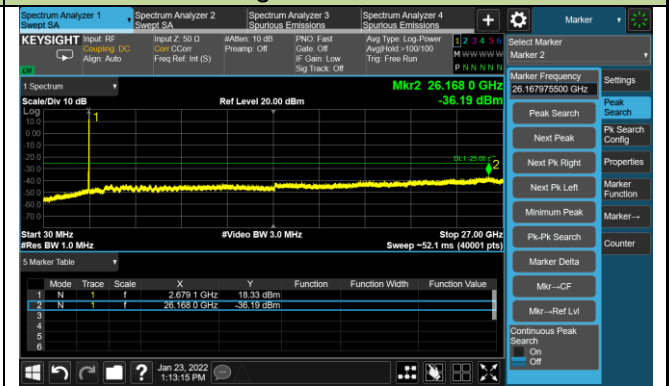 Spectrum Analyzer 1
Swept SA
Spectrum Analyzer 2
Swept SA
Spectrum Analyzer 3
Spurious Emissions
Spectrum Analyzer 4
Spurious Emissions
+
Marker
KEYSIGHT
Input: RF
Coupling: DC
Align: Auto
Input Z: 50 Ω
Corr CCorr
Freq Ref: Int (S)
#Atten: 10 dB
Preamp: Off
PNO: Fast
Gate: Off
IF Gain: Low
Sig Track: Off
Avg Type: Log-Power
Avg|Hold:>100/100
Trig: Free Run
1 2 3 4 5 6
M W W W W W
P N N N N N
LV
Select Marker
Marker 2
1 Spectrum
Mkr2 26.168 0 GHz
Scale/Div 10 dB
Ref Level 20.00 dBm
-36.19 dBm
Log
10.0
0.00
-10.0
-20.0
-30.0
-40.0
-50.0
-60.0
-70.0
1
DL1 -25.00
2
Start 30 MHz
#Video BW 3.0 MHz
Stop 27.00 GHz
#Res BW 1.0 MHz
Sweep ~52.1 ms (40001 pts)
5 Marker Table
Mode Trace Scale X Y Function Function Width Function Value
1 N 1 f 2.679 1 GHz 18.33 dBm
2 N 1 f 26.168 0 GHz -36.19 dBm
3
4
5
6
Marker Frequency
26.167975500 GHz
Peak Search
Next Peak
Next Pk Right
Next Pk Left
Minimum Peak
Pk-Pk Search
Marker Delta
Mkr→CF
Mkr→Ref Lvl
Continuous Peak
Search
On
Off
Settings
Peak
Search
Pk Search
Config
Properties
Marker
Function
Marker→
Counter
?
Jan 23, 2022
1:13:15 PM